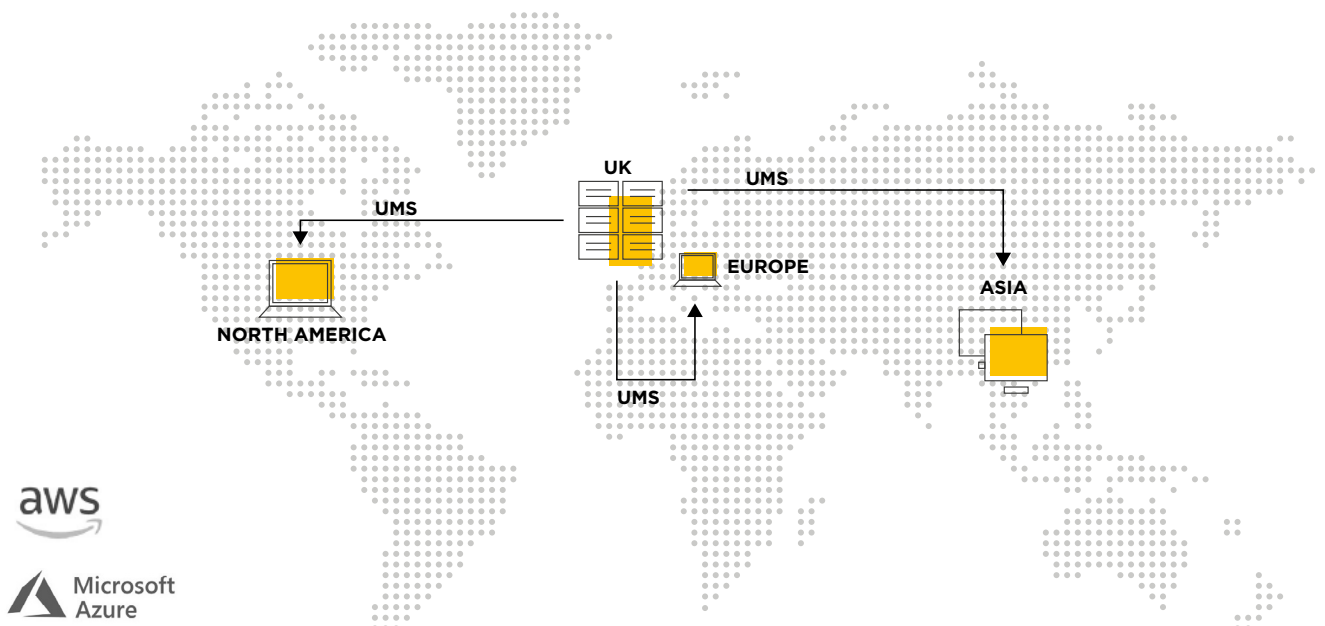 UK
UMS
UMS
EUROPE
ASIA
NORTH AMERICA
UMS
aws
Microsoft
Azure